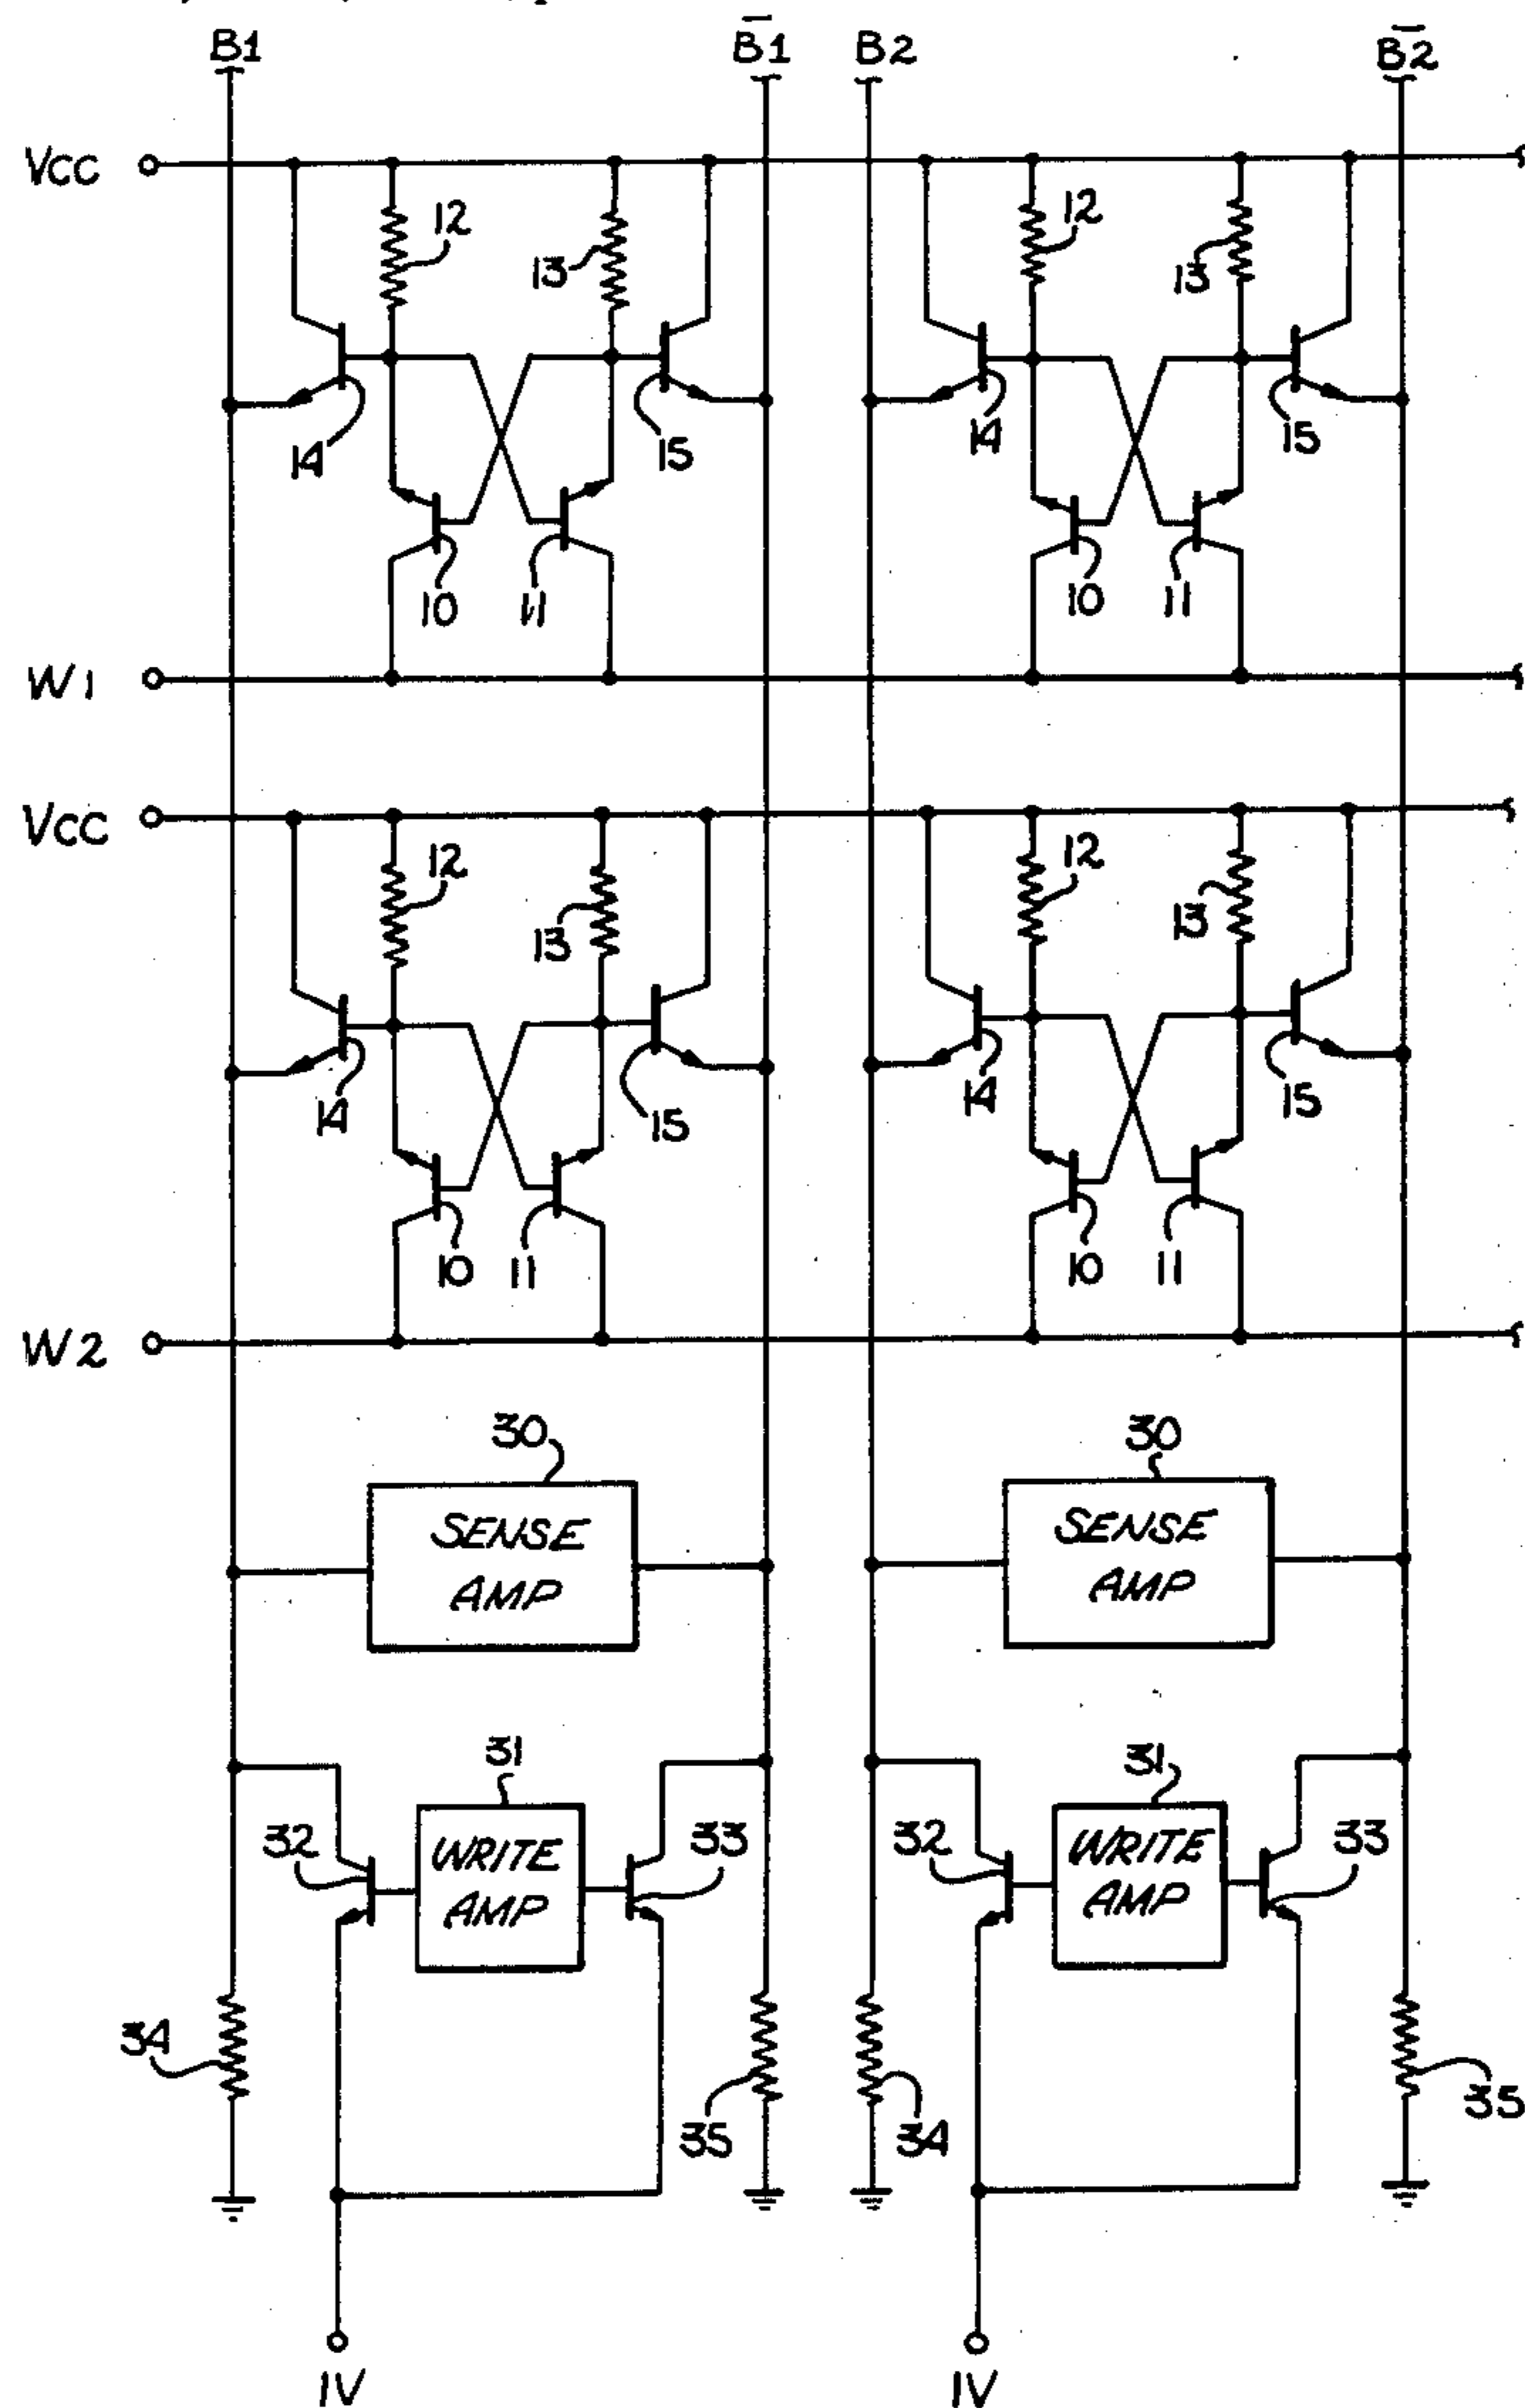 B1 B̅1̅ B2 B̅2̅
VCC
12 13 12 13
14 15 14 15
10 11 10 11
W1
VCC
12 13 12 13
14 15 14 15
10 11 10 11
W2
30 30
SENSE AMP SENSE AMP
31 31
32 WRITE AMP 33 32 WRITE AMP 33
34 35 34 35
1V 1V